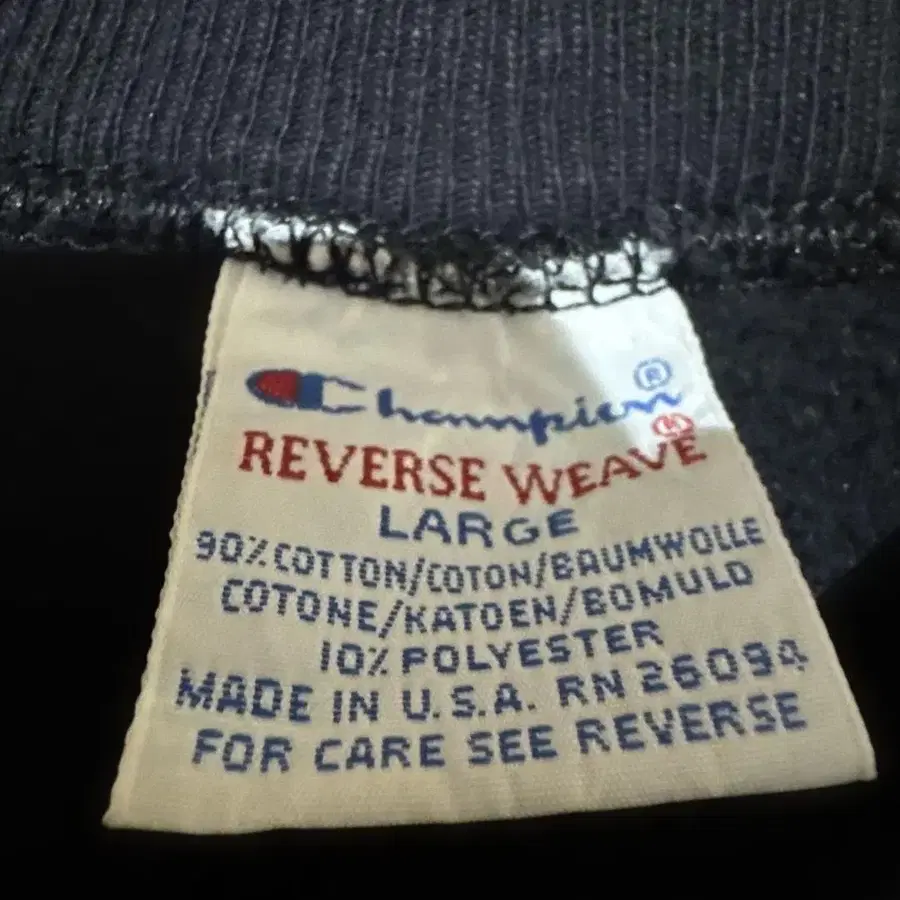 Champion ®
REVERSE WEAVE ®
LARGE
90% COTTON/COTON/BAUMWOLLE
COTONE/KATOEN/BOMULD
10% POLYESTER
MADE IN U.S.A. RN 26094
FOR CARE SEE REVERSE